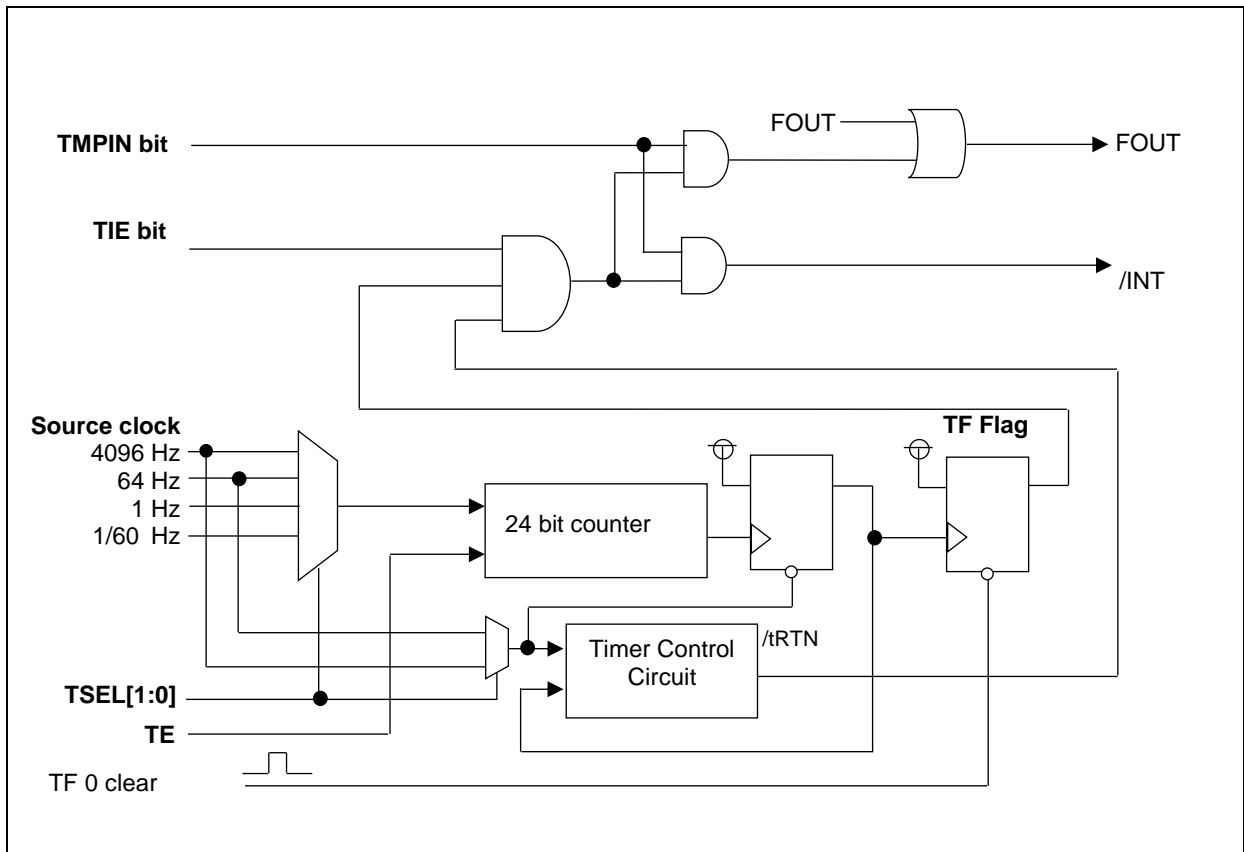 FOUT
TMPIN bit
FOUT
TIE bit
/INT
Source clock
4096 Hz
64 Hz
1 Hz
1/60 Hz
TF Flag
24 bit counter
/tRTN
Timer Control
Circuit
TSEL[1:0]
TE
TF 0 clear